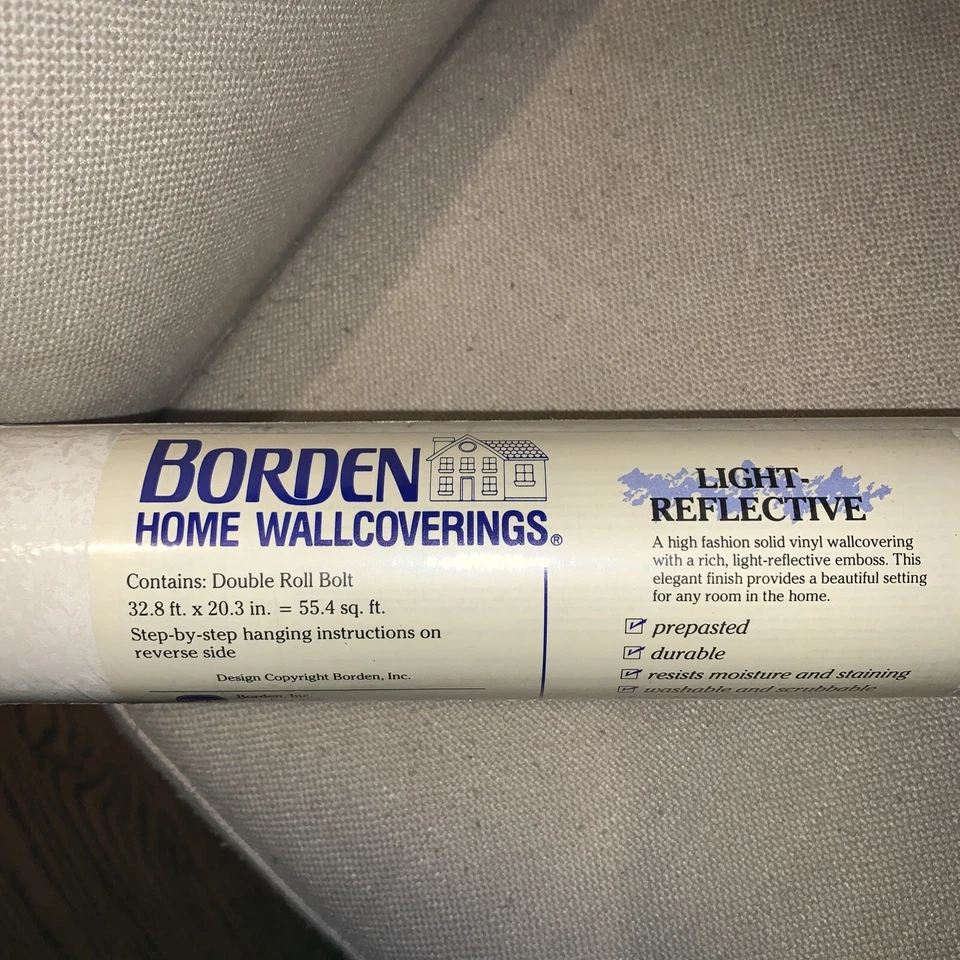 BORDEN
HOME WALLCOVERINGS®
Contains: Double Roll Bolt
32.8 ft. x 20.3 in. = 55.4 sq. ft.
Step-by-step hanging instructions on
reverse side
Design Copyright Borden, Inc.
Borden, Inc.
LIGHT-
REFLECTIVE
A high fashion solid vinyl wallcovering
with a rich, light-reflective emboss. This
elegant finish provides a beautiful setting
for any room in the home.
prepasted
durable
resists moisture and staining
washable and scrubbable